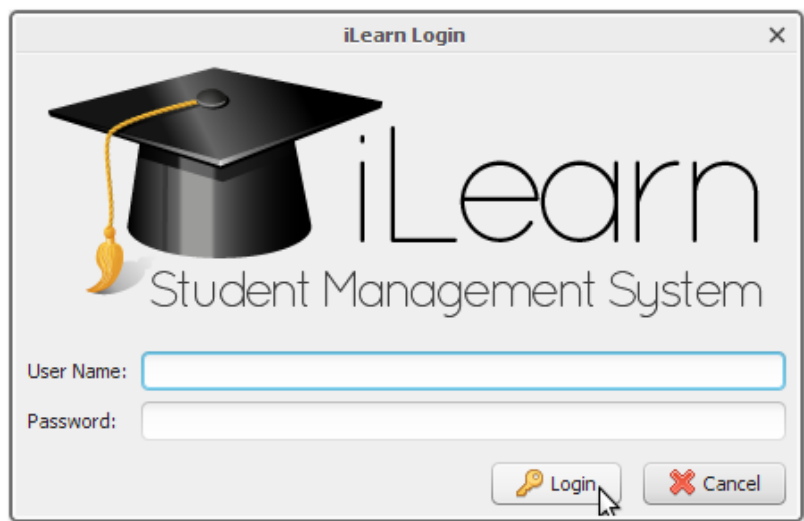 iLearn Login
iLearn
Student Management System
User Name:
Password:
Login
Cancel